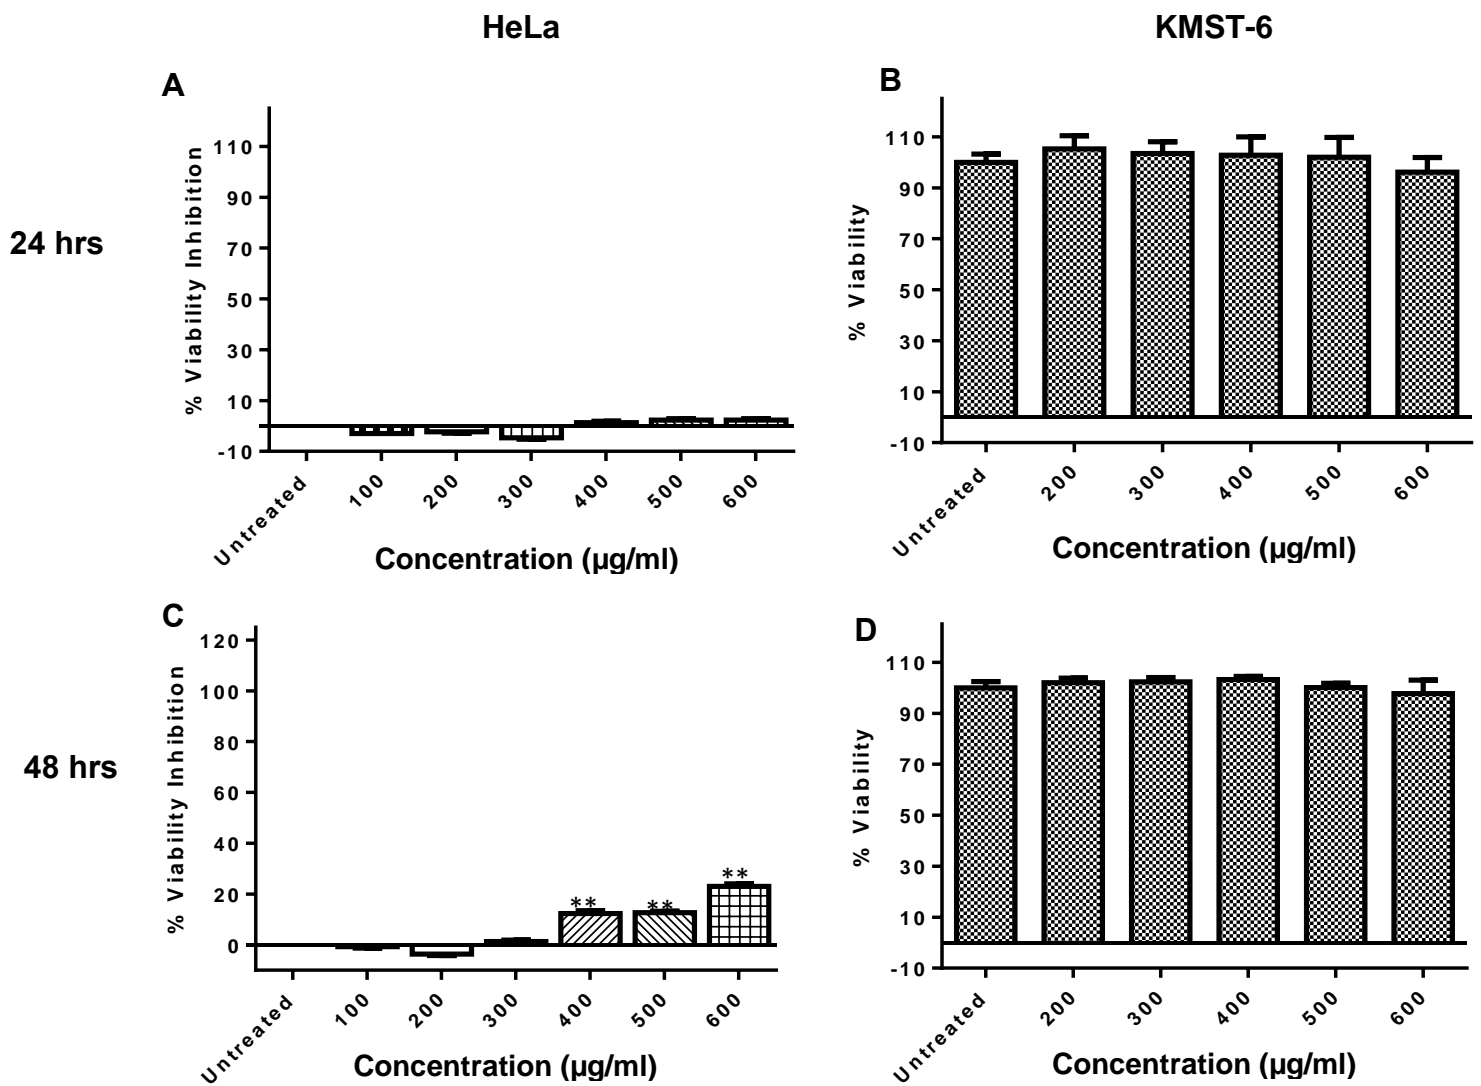 HeLa
KMST-6
24 hrs
A
% Viability Inhibition
110
90
70
50
30
10
-10
Untreated
100
200
300
400
500
600
Concentration (µg/ml)
B
% Viability
110
90
70
50
30
10
-10
Untreated
200
300
400
500
600
Concentration (µg/ml)
48 hrs
C
% Viability Inhibition
120
100
80
60
40
20
0
**
**
**
Untreated
100
200
300
400
500
600
Concentration (µg/ml)
D
% Viability
110
90
70
50
30
10
-10
Untreated
200
300
400
500
600
Concentration (µg/ml)